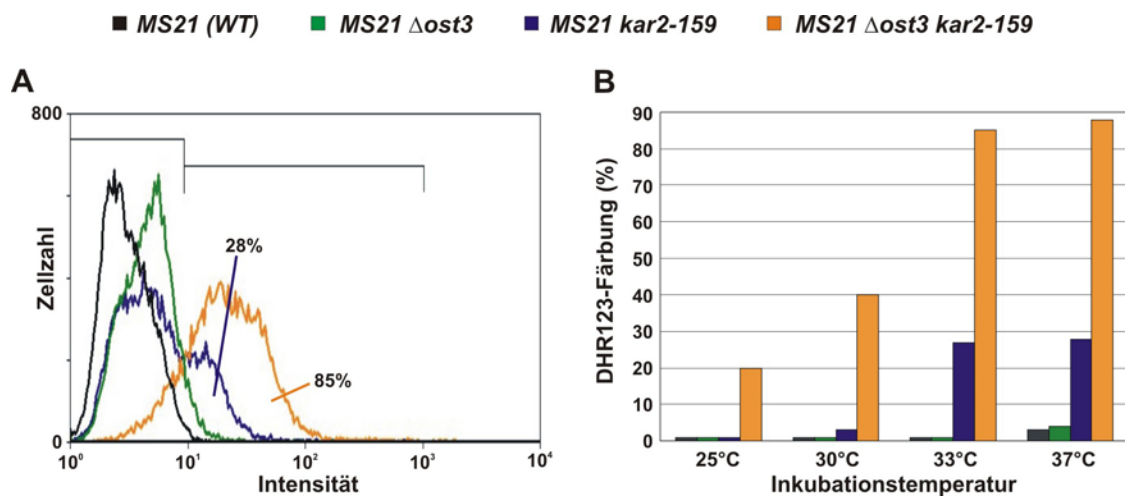 MS21 (WT) MS21 Δost3 MS21 kar2-159 MS21 Δost3 kar2-159
A
800
Zellzahl
28%
85%
0
10⁰ 10¹ 10² 10³ 10⁴
Intensität
B
DHR123-Färbung (%)
90
80
70
60
50
40
30
20
10
0
25°C 30°C 33°C 37°C
Inkubationstemperatur